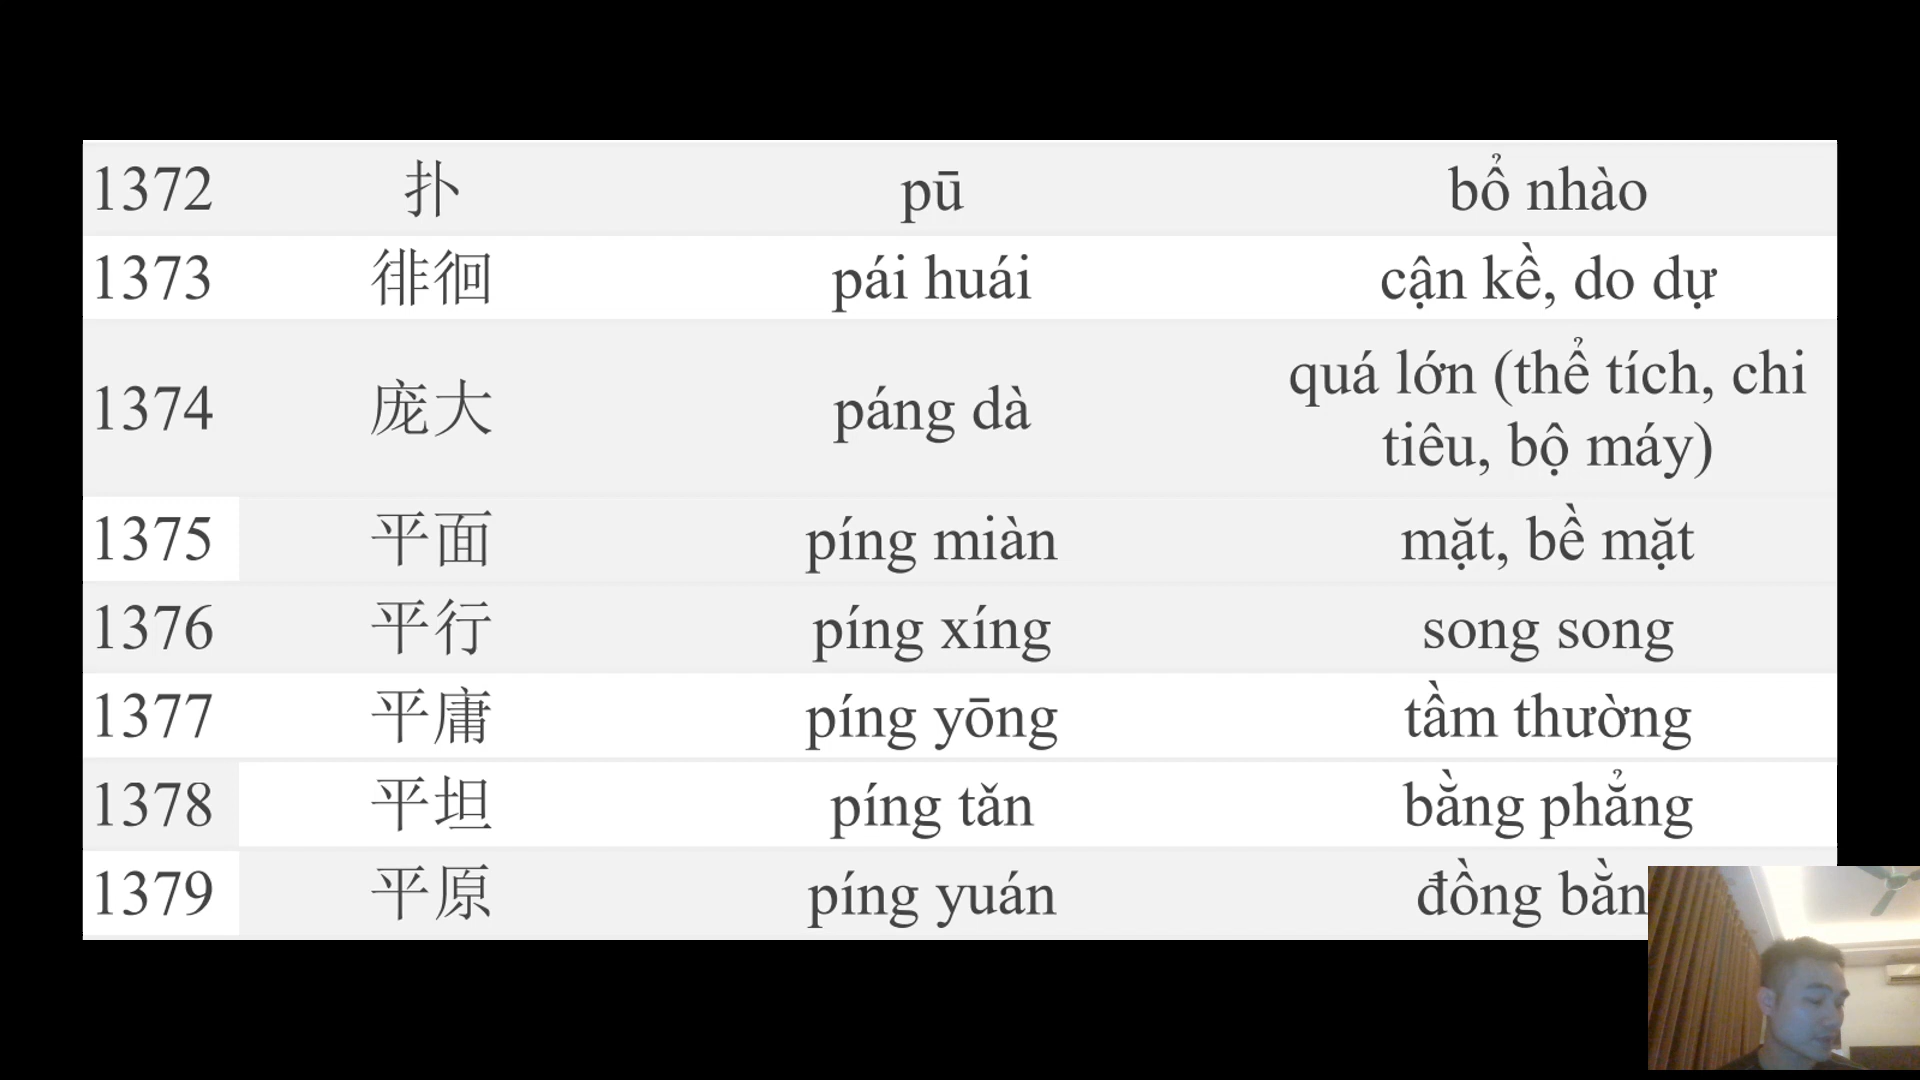 1372 扑 pū bổ nhào
1373 徘徊 pái huái cận kề, do dự
1374 庞大 páng dà quá lớn (thể tích, chi
tiêu, bộ máy)
1375 平面 píng miàn mặt, bề mặt
1376 平行 píng xíng song song
1377 平庸 píng yōng tầm thường
1378 平坦 píng tǎn bằng phẳng
1379 平原 píng yuán đồng bằn